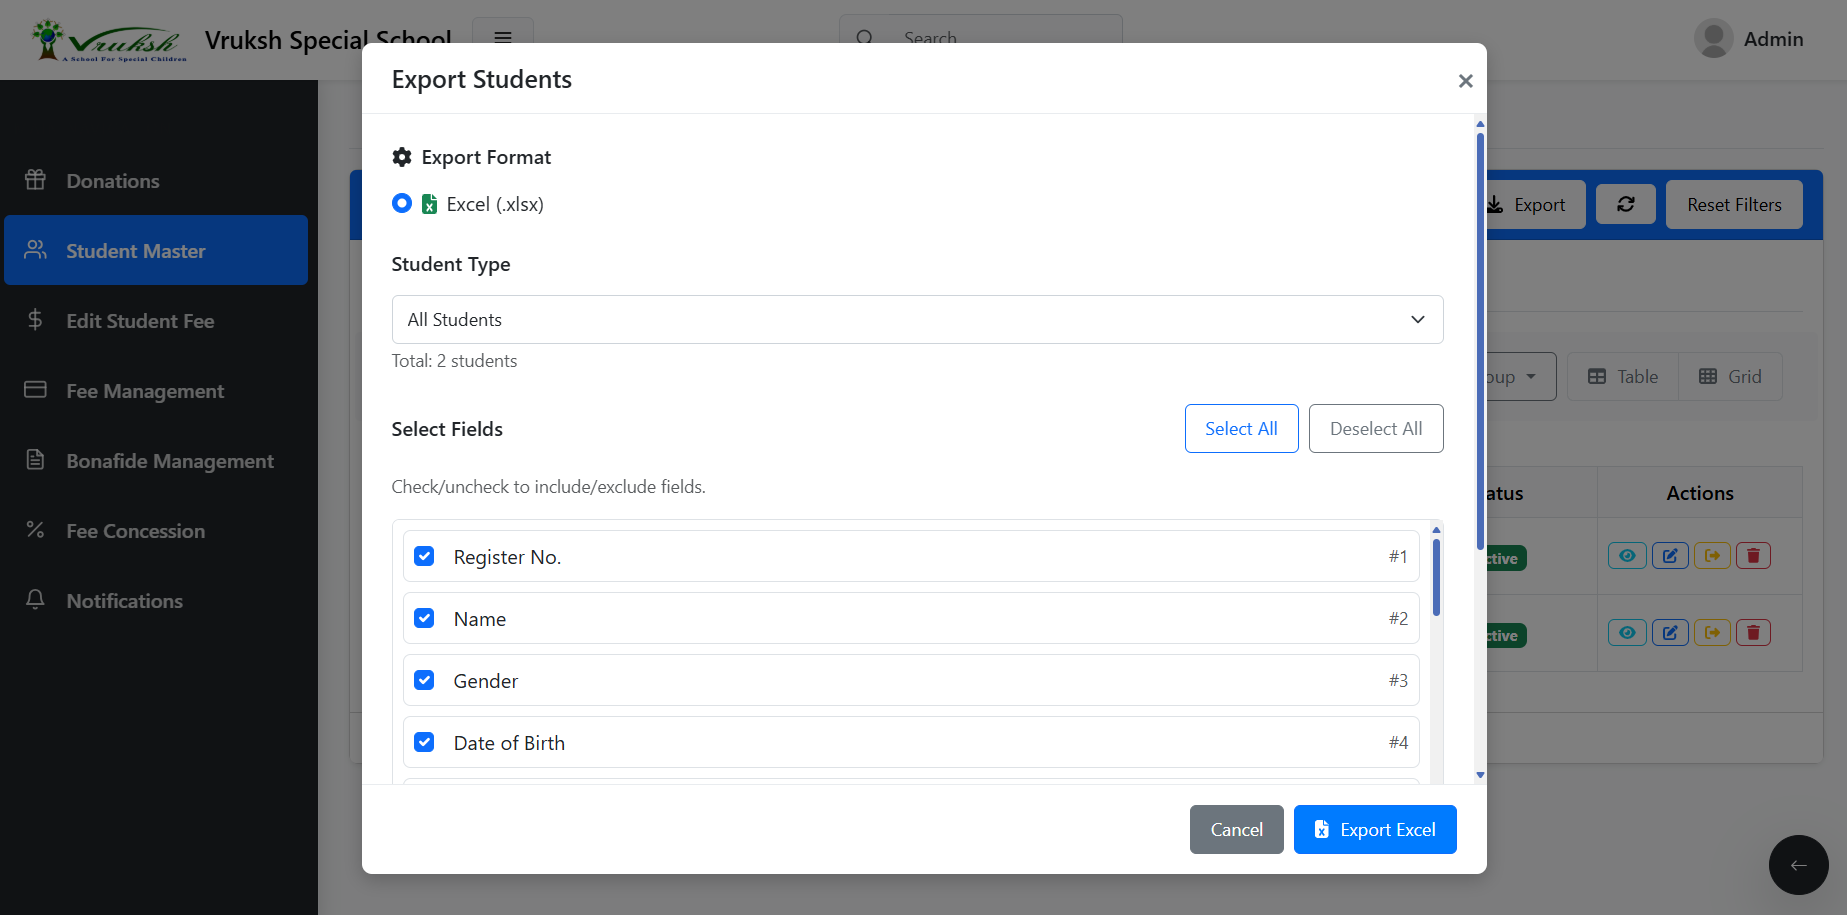 Vruksh
A School For Special Children
Vruksh Special School
Search
Admin
Donations
Student Master
Edit Student Fee
Fee Management
Bonafide Management
Fee Concession
Notifications
Export Students
Export Format
Excel (.xlsx)
Student Type
All Students
Total: 2 students
Select Fields
Select All
Deselect All
Check/uncheck to include/exclude fields.
Register No. #1
Name #2
Gender #3
Date of Birth #4
Cancel
Export Excel
Export
Reset Filters
oup
Table
Grid
atus
Actions
ctive
ctive